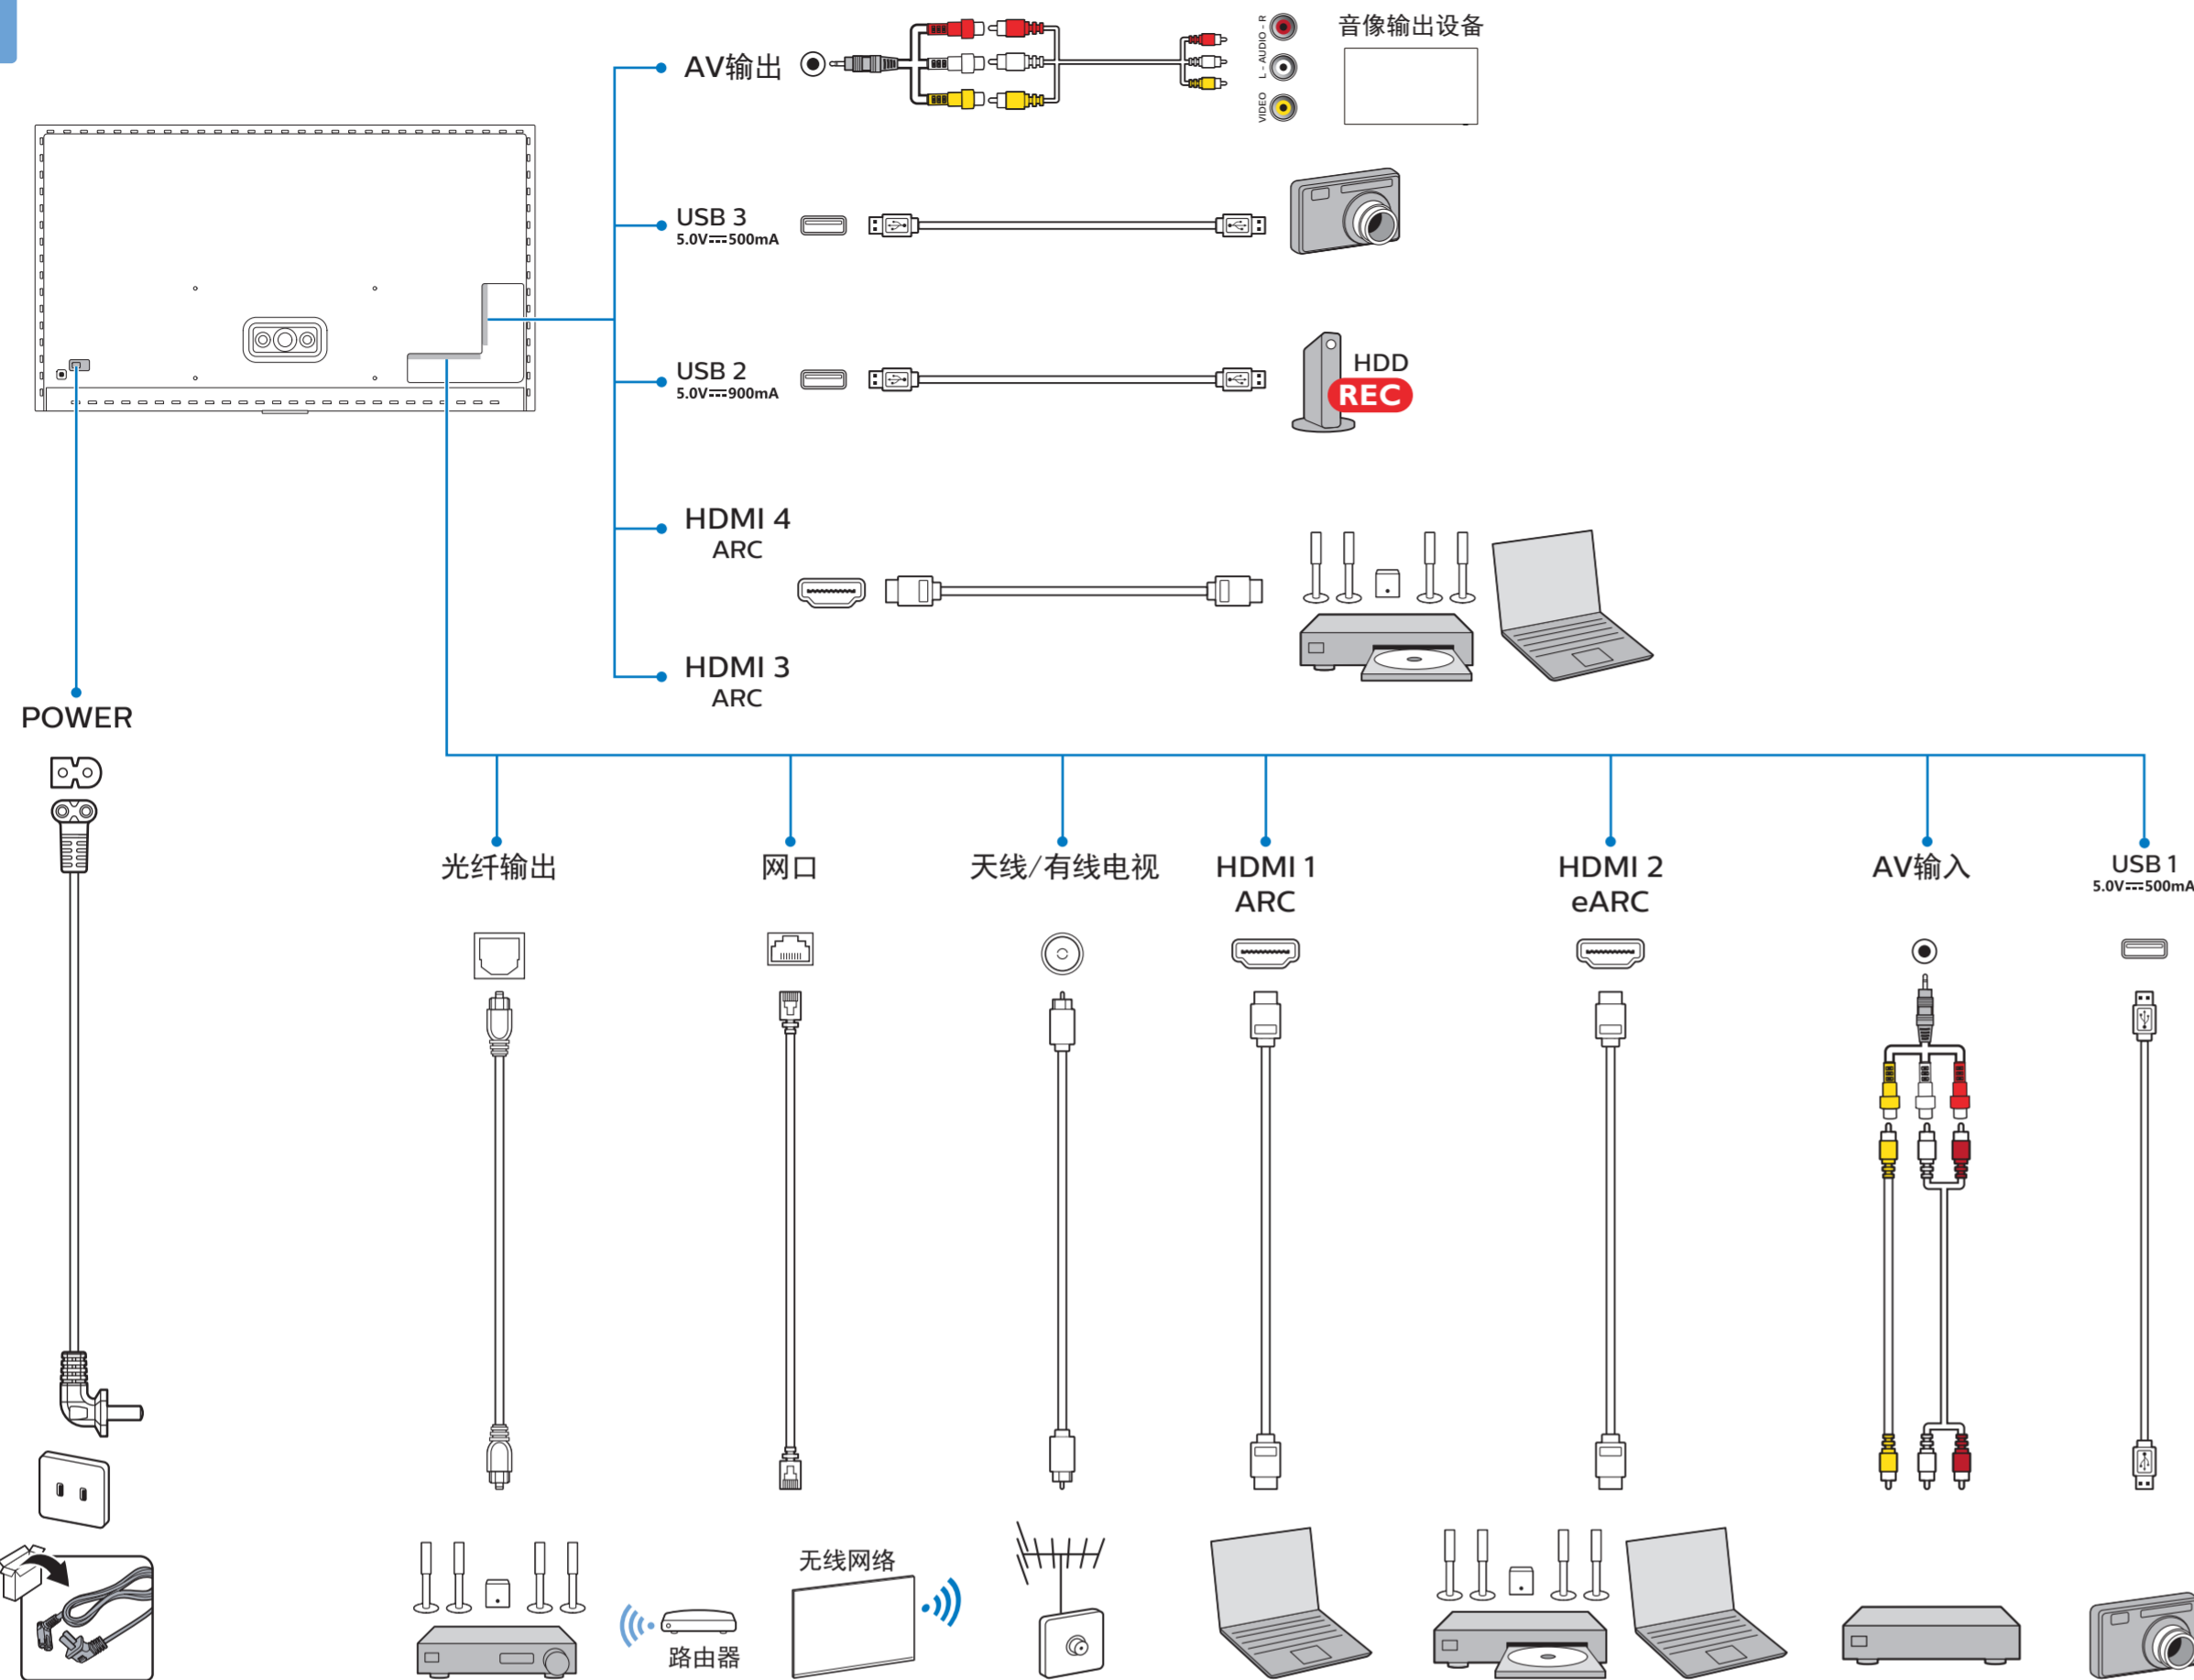 AV输出
L - AUDIO - R
VIDEO
音像输出设备
USB 3
5.0V⎓500mA
USB 2
5.0V⎓900mA
HDD
REC
HDMI 4
ARC
HDMI 3
ARC
POWER
光纤输出
网口
天线/有线电视
HDMI 1
ARC
HDMI 2
eARC
AV输入
USB 1
5.0V⎓500mA
无线网络
路由器